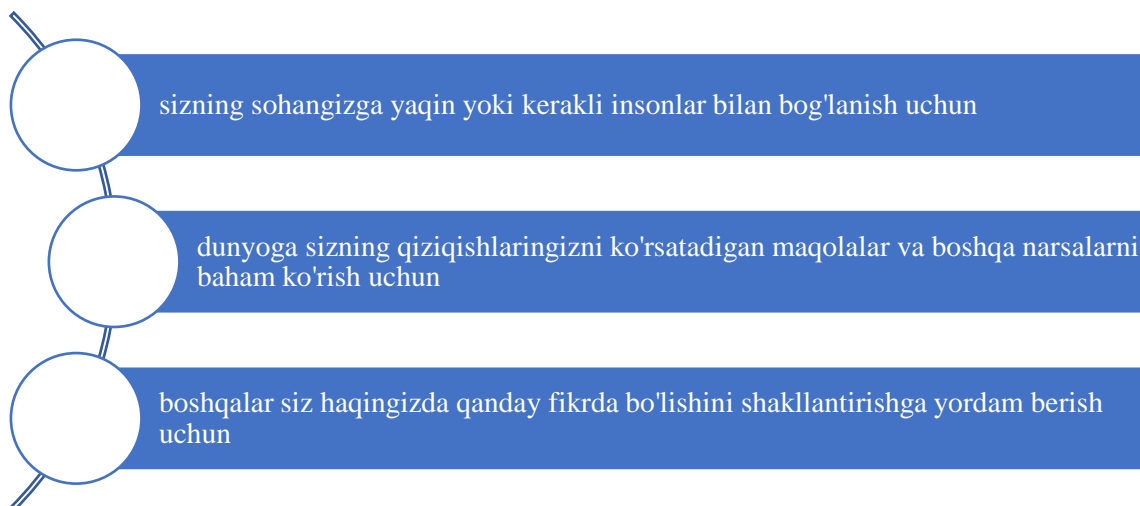 sizning sohangizga yaqin yoki kerakli insonlar bilan bog'lanish uchun
dunyoga sizning qiziqishlaringizni ko'rsatadigan maqolalar va boshqa narsalarni
baham ko'rish uchun
boshqalar siz haqingizda qanday fikrda bo'lishini shakllantirishga yordam berish
uchun